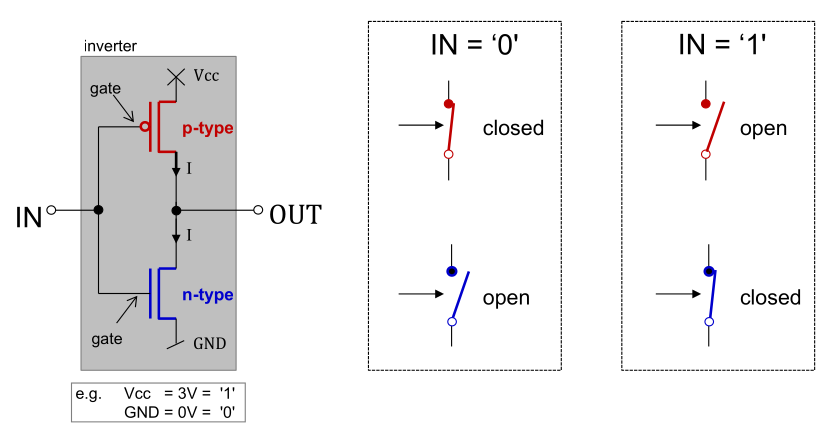 inverter
Vcc
gate
p-type
I
IN
OUT
I
n-type
gate
GND
e.g. Vcc = 3V = '1'
GND = 0V = '0'
IN = ‘0'
closed
open
IN = ‘1'
open
closed